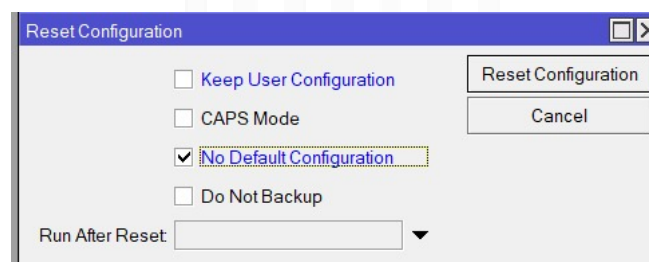 Reset Configuration
Keep User Configuration
Reset Configuration
CAPS Mode
Cancel
No Default Configuration
Do Not Backup
Run After Reset: